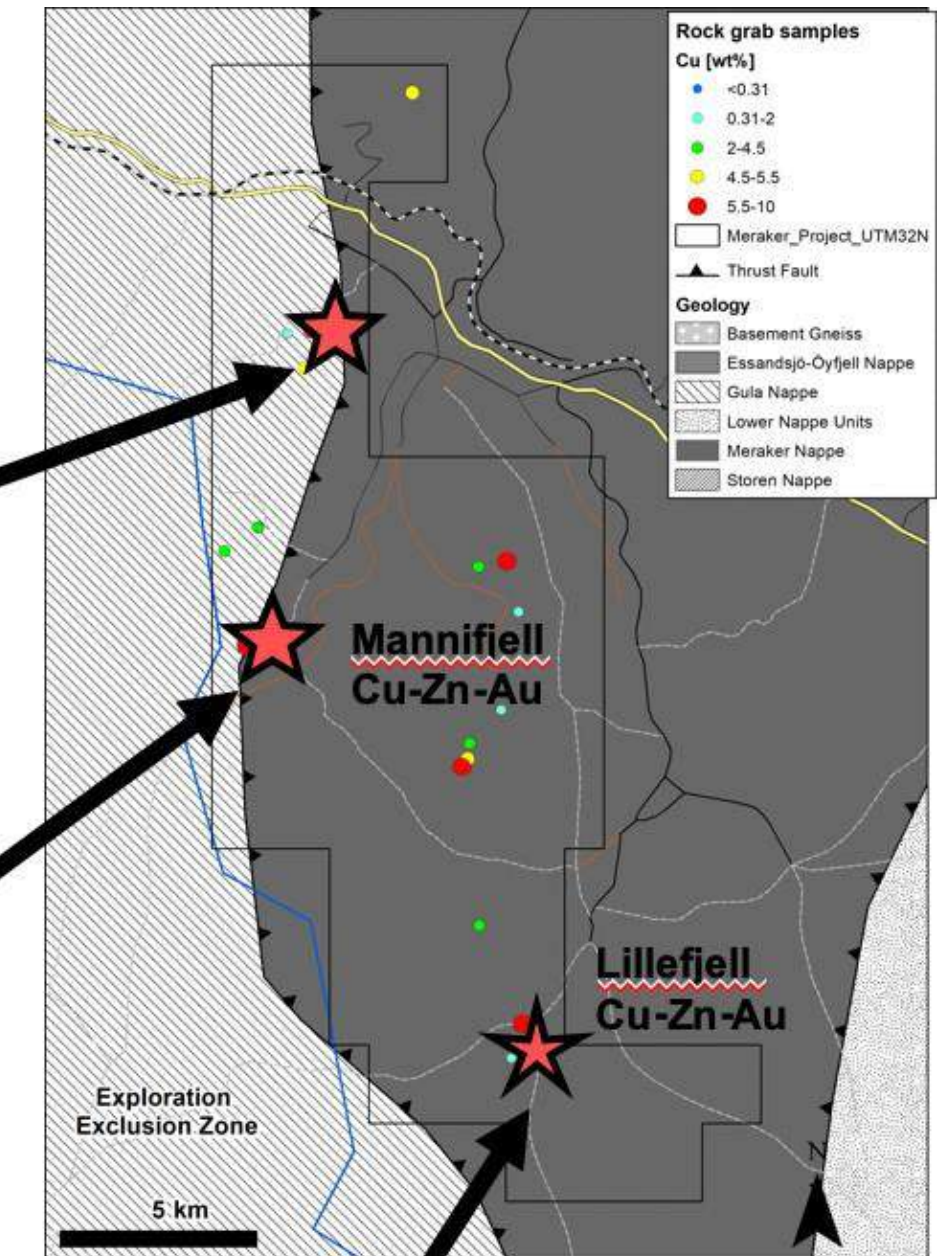 Rock grab samples
Cu [wt%]
<0.31
0.31-2
2-4.5
4.5-5.5
5.5-10
Meraker_Project_UTM32N
Thrust Fault
Geology
Basement Gneiss
Essandsjö-Öyfjell Nappe
Gula Nappe
Lower Nappe Units
Meraker Nappe
Storen Nappe
Mannifjell
Cu-Zn-Au
Lillefjell
Cu-Zn-Au
Exploration
Exclusion Zone
N
5 km